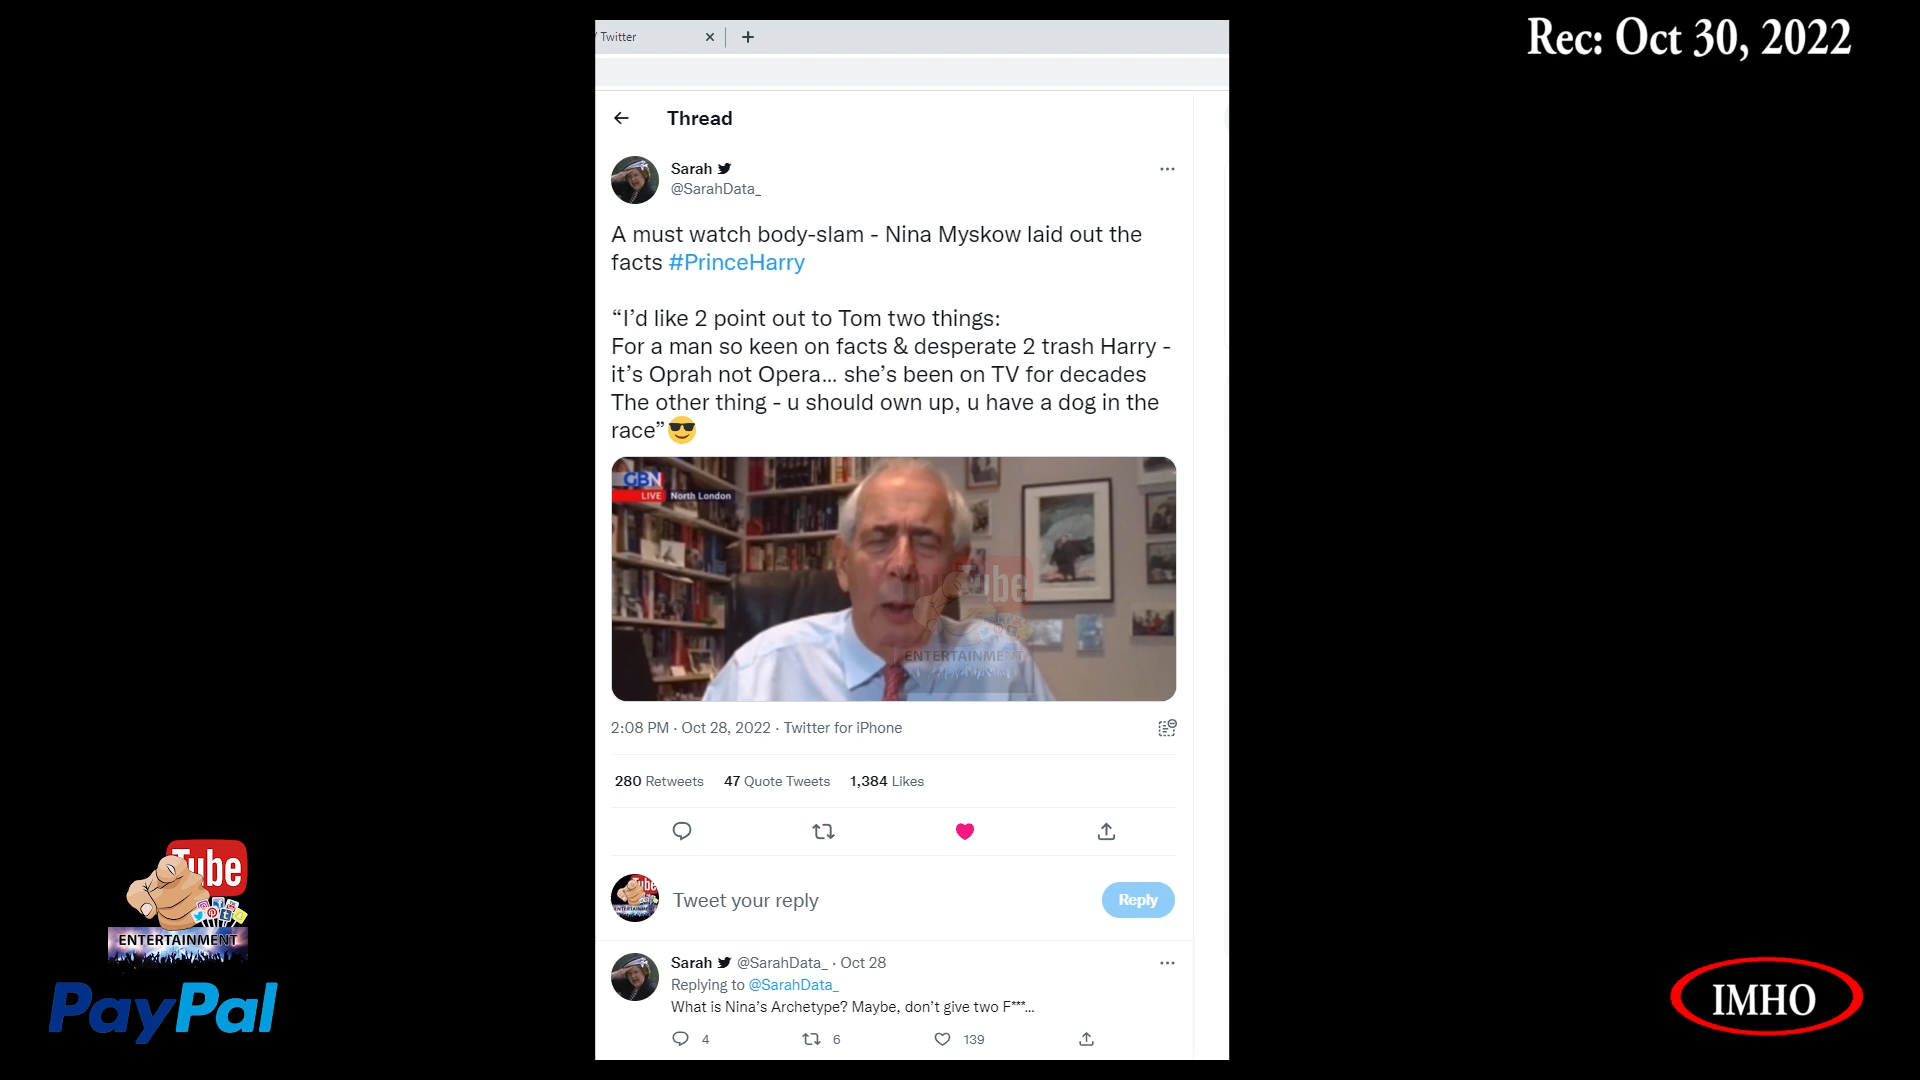 Rec: Oct 30, 2022
/ Twitter
Thread
Sarah
@SarahData_
A must watch body-slam - Nina Myskow laid out the
facts #PrinceHarry
“I’d like 2 point out to Tom two things:
For a man so keen on facts & desperate 2 trash Harry -
it’s Oprah not Opera... she’s been on TV for decades
The other thing - u should own up, u have a dog in the
race”😎
GBN
LIVE North London
Tube
ENTERTAINMENT
2:08 PM · Oct 28, 2022 · Twitter for iPhone
280 Retweets 47 Quote Tweets 1,384 Likes
Tweet your reply
Reply
Sarah @SarahData_ · Oct 28
Replying to @SarahData_
What is Nina’s Archetype? Maybe, don’t give two F***...
4 6 139
Tube
ENTERTAINMENT
PayPal
IMHO